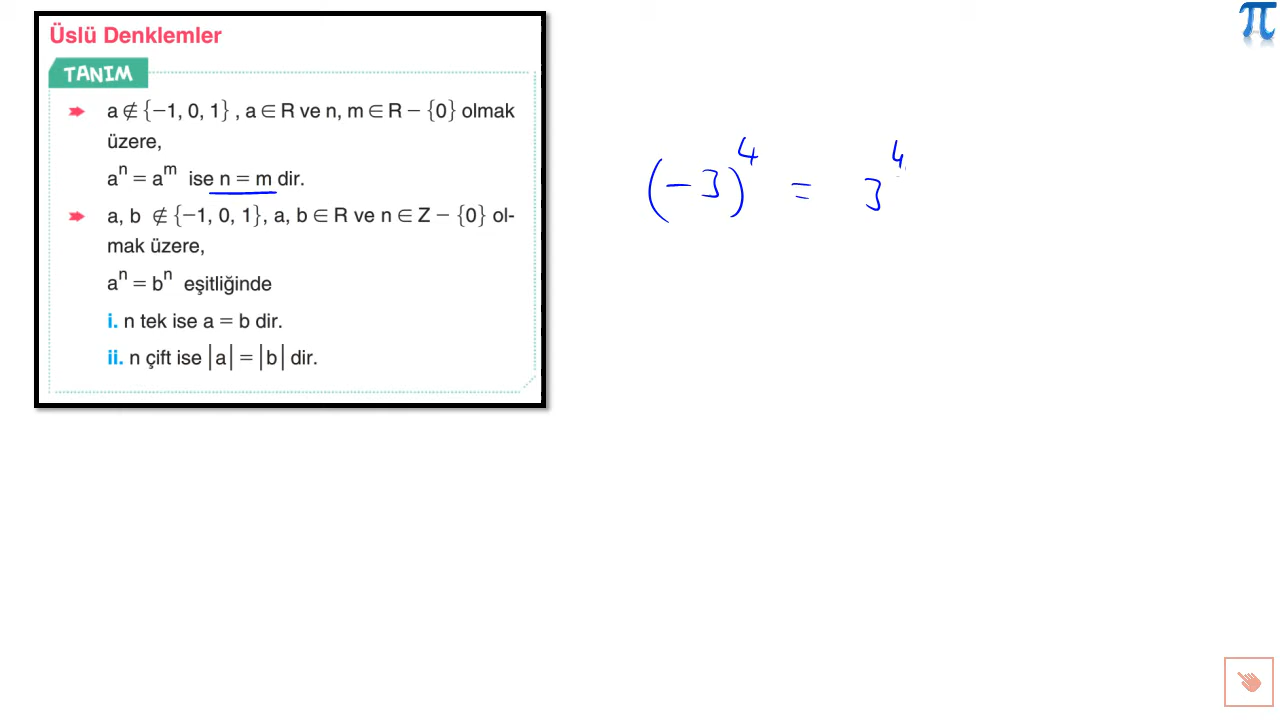 Üslü Denklemler
TANIM
a ∉ {−1, 0, 1} , a ∈ R ve n, m ∈ R − {0} olmak
üzere,
aⁿ = aᵐ ise n = m dir.
a, b ∉ {−1, 0, 1}, a, b ∈ R ve n ∈ Z − {0} ol-
mak üzere,
aⁿ = bⁿ eşitliğinde
i. n tek ise a = b dir.
ii. n çift ise |a| = |b| dir.
(−3)⁴ = 3⁴
π